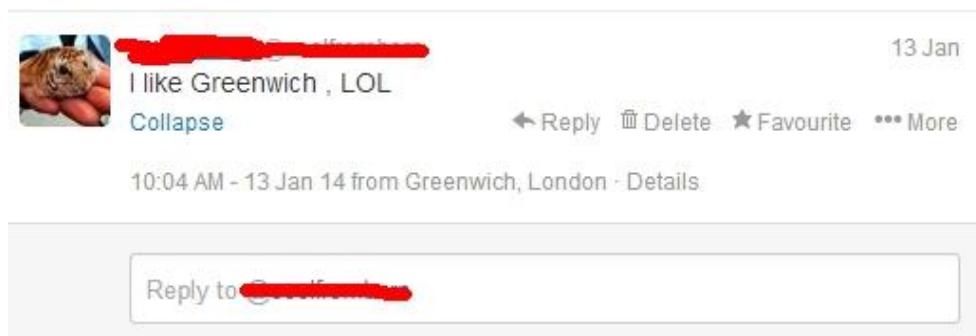 13 Jan
I like Greenwich , LOL
Collapse Reply Delete Favourite More
10:04 AM - 13 Jan 14 from Greenwich, London · Details
Reply to